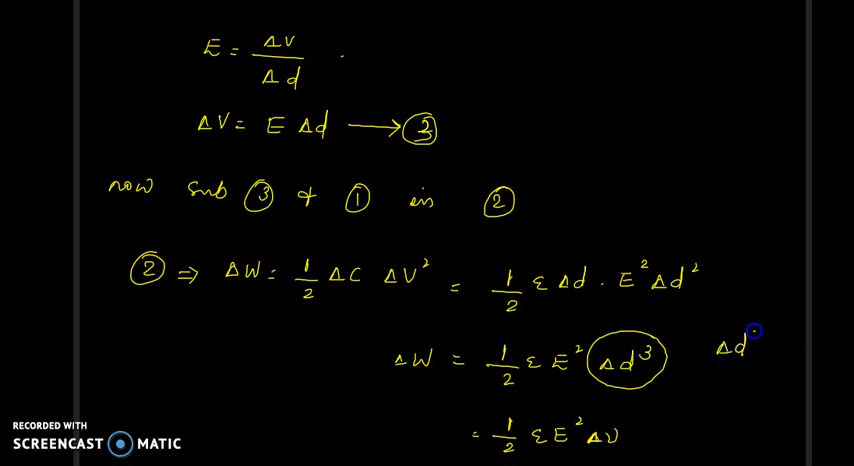 E = ΔV / Δd .
ΔV = E Δd ⟶ ③
now sub ③ & ① in ②
② ⇒ ΔW = 1/2 ΔC ΔV² = 1/2 ε Δd · E² Δd²
ΔW = 1/2 ε E² Δd³ Δd
= 1/2 ε E² Δv
RECORDED WITH
SCREENCAST MATIC